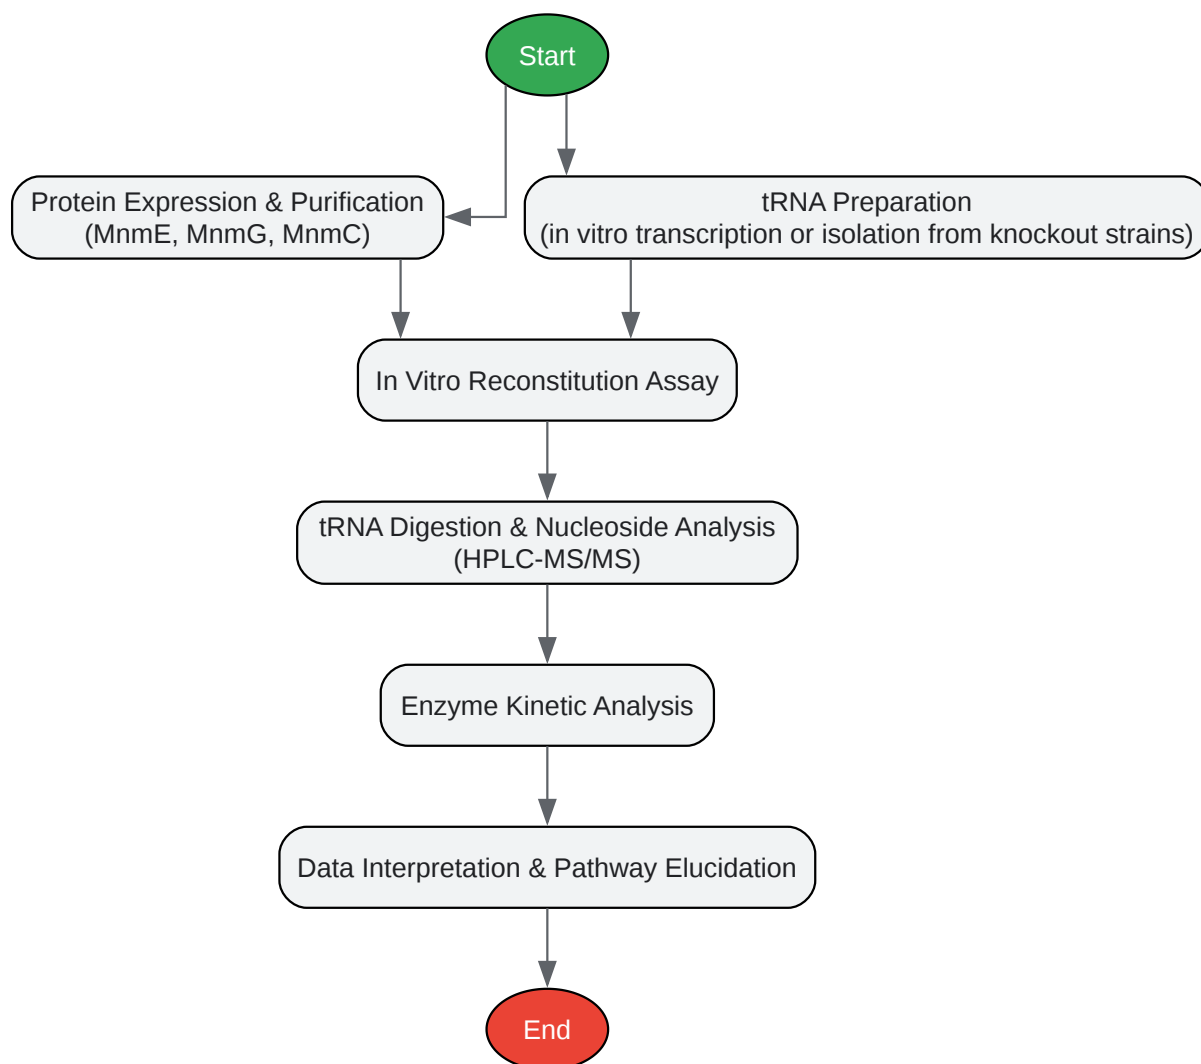 Start
Protein Expression & Purification
(MnmE, MnmG, MnmC)
tRNA Preparation
(in vitro transcription or isolation from knockout strains)
In Vitro Reconstitution Assay
tRNA Digestion & Nucleoside Analysis
(HPLC-MS/MS)
Enzyme Kinetic Analysis
Data Interpretation & Pathway Elucidation
End